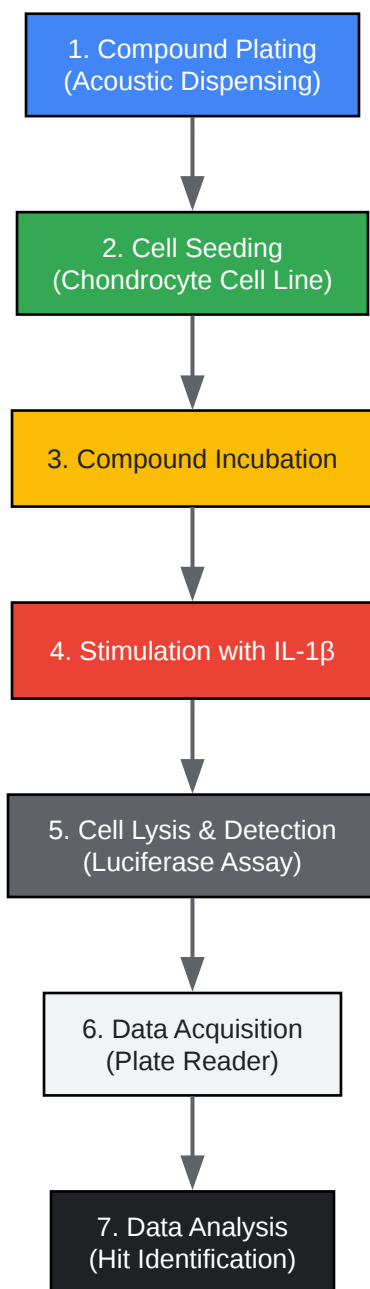 1. Compound Plating
(Acoustic Dispensing)
2. Cell Seeding
(Chondrocyte Cell Line)
3. Compound Incubation
4. Stimulation with IL-1β
5. Cell Lysis & Detection
(Luciferase Assay)
6. Data Acquisition
(Plate Reader)
7. Data Analysis
(Hit Identification)